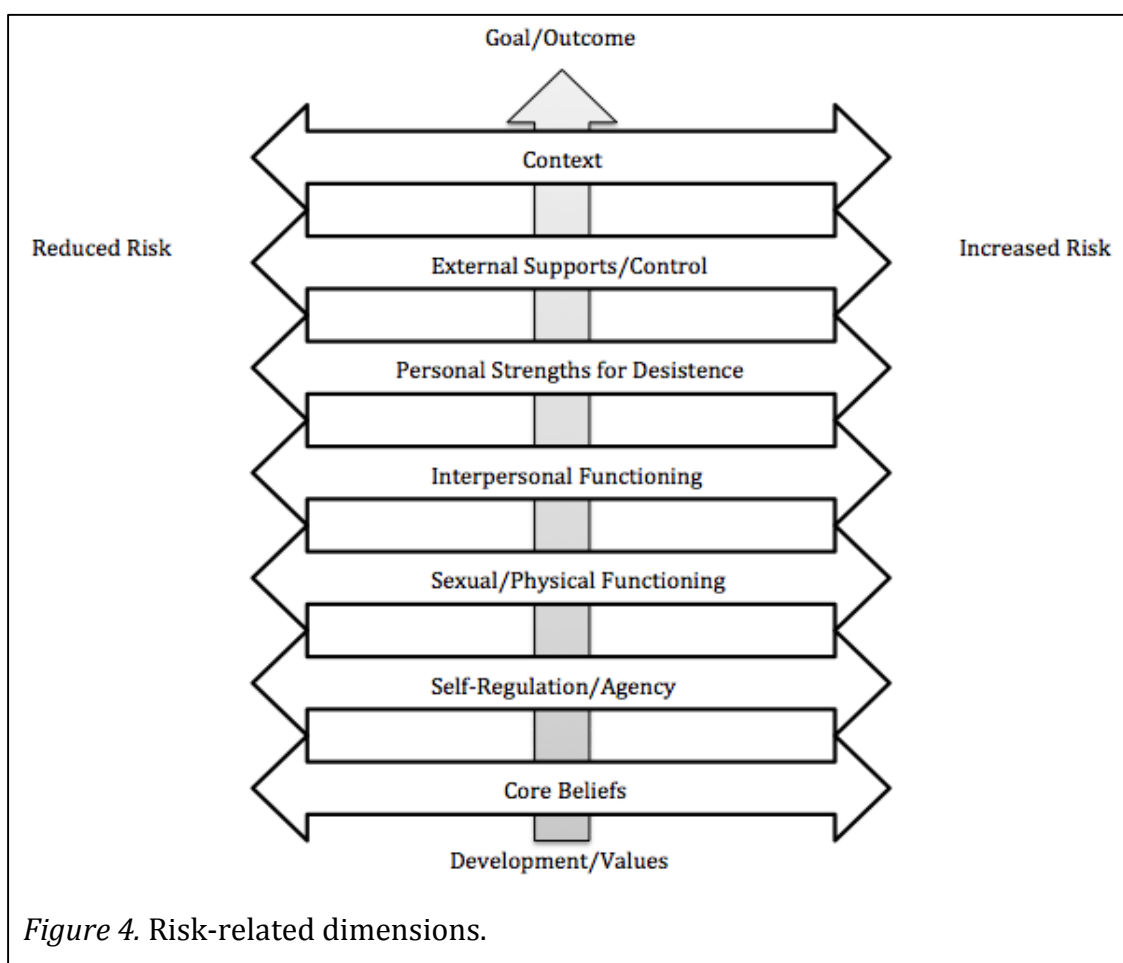 Goal/Outcome
Context
Reduced Risk
Increased Risk
External Supports/Control
Personal Strengths for Desistence
Interpersonal Functioning
Sexual/Physical Functioning
Self-Regulation/Agency
Core Beliefs
Development/Values
Figure 4. Risk-related dimensions.